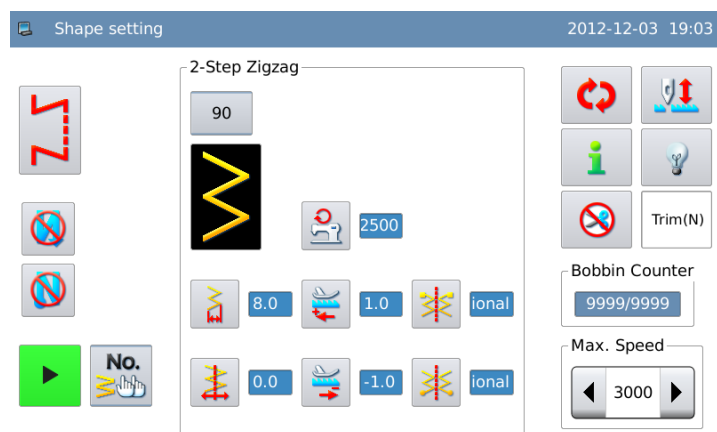 Shape setting
2012-12-03 19:03
2-Step Zigzag
90
2500
8.0
1.0
ional
0.0
-1.0
ional
No.
Trim(N)
Bobbin Counter
9999/9999
Max. Speed
3000